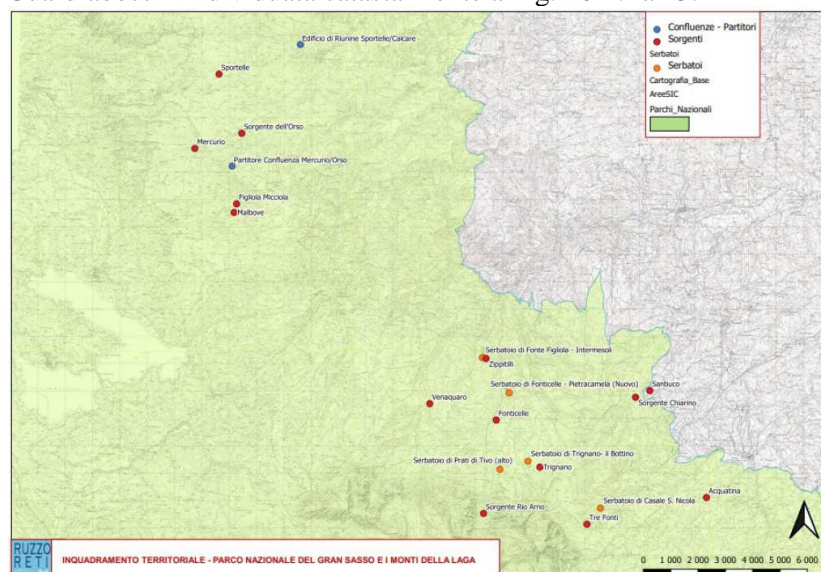 Confluenze - Partitori
Sorgenti
Serbatoi
Serbatoi
Cartografia_Base
AreeSIC
Parchi_Nazionali
Edificio di Riunine Sportelle/Calcare
Sportelle
Sorgente dell'Orso
Mercurio
Partitore Confluenza Mercurio/Orso
Figliola Micciola
Malbove
Serbatoio di Fonte Figliola - Intermesoli
Zippitilli
Serbatoio di Fonticelle - Pietracamela (Nuovo)
Sanbuco
Sorgente Chiarino
Venaquaro
Fonticelle
Serbatoio di Trignano- il Bottino
Serbatoio di Prati di Tivo (alto)
Trignano
Acquatina
Serbatoio di Casale S. Nicola
Sorgente Rio Arno
Tre Fonti
RUZZO
RETI
INQUADRAMENTO TERRITORIALE - PARCO NAZIONALE DEL GRAN SASSO E I MONTI DELLA LAGA
0 1 000 2 000 3 000 4 000 5 000 6 000